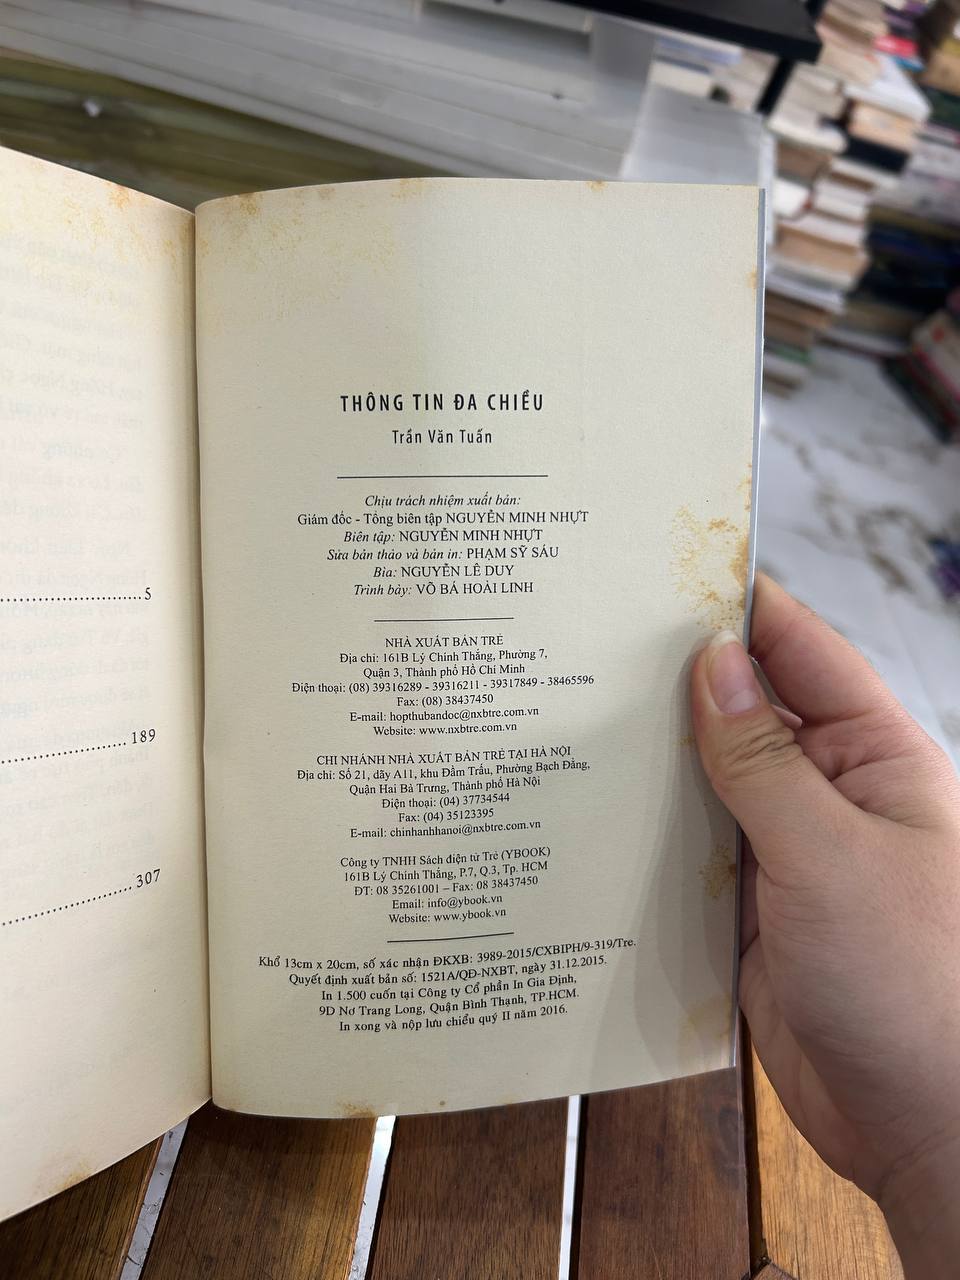 5
189
307
THÔNG TIN ĐA CHIỀU
Trần Văn Tuấn
Chịu trách nhiệm xuất bản:
Giám đốc - Tổng biên tập NGUYỄN MINH NHỰT
Biên tập: NGUYỄN MINH NHỰT
Sửa bản thảo và bản in: PHẠM SỸ SÁU
Bìa: NGUYỄN LÊ DUY
Trình bày: VÕ BÁ HOÀI LINH
NHÀ XUẤT BẢN TRẺ
Địa chỉ: 161B Lý Chính Thắng, Phường 7,
Quận 3, Thành phố Hồ Chí Minh
Điện thoại: (08) 39316289 - 39316211 - 39317849 - 38465596
Fax: (08) 38437450
E-mail: hopthubandoc@nxbtre.com.vn
Website: www.nxbtre.com.vn
CHI NHÁNH NHÀ XUẤT BẢN TRẺ TẠI HÀ NỘI
Địa chỉ: Số 21, dãy A11, khu Đầm Trấu, Phường Bạch Đằng,
Quận Hai Bà Trưng, Thành phố Hà Nội
Điện thoại: (04) 37734544
Fax: (04) 35123395
E-mail: chinhanhhanoi@nxbtre.com.vn
Công ty TNHH Sách điện tử Trẻ (YBOOK)
161B Lý Chính Thắng, P.7, Q.3, Tp. HCM
ĐT: 08 35261001 – Fax: 08 38437450
Email: info@ybook.vn
Website: www.ybook.vn
Khổ 13cm x 20cm, số xác nhận ĐKXB: 3989-2015/CXBIPH/9-319/Tre.
Quyết định xuất bản số: 1521A/QĐ-NXBT, ngày 31.12.2015.
In 1.500 cuốn tại Công ty Cổ phần In Gia Định,
9D Nơ Trang Long, Quận Bình Thạnh, TP.HCM.
In xong và nộp lưu chiểu quý II năm 2016.